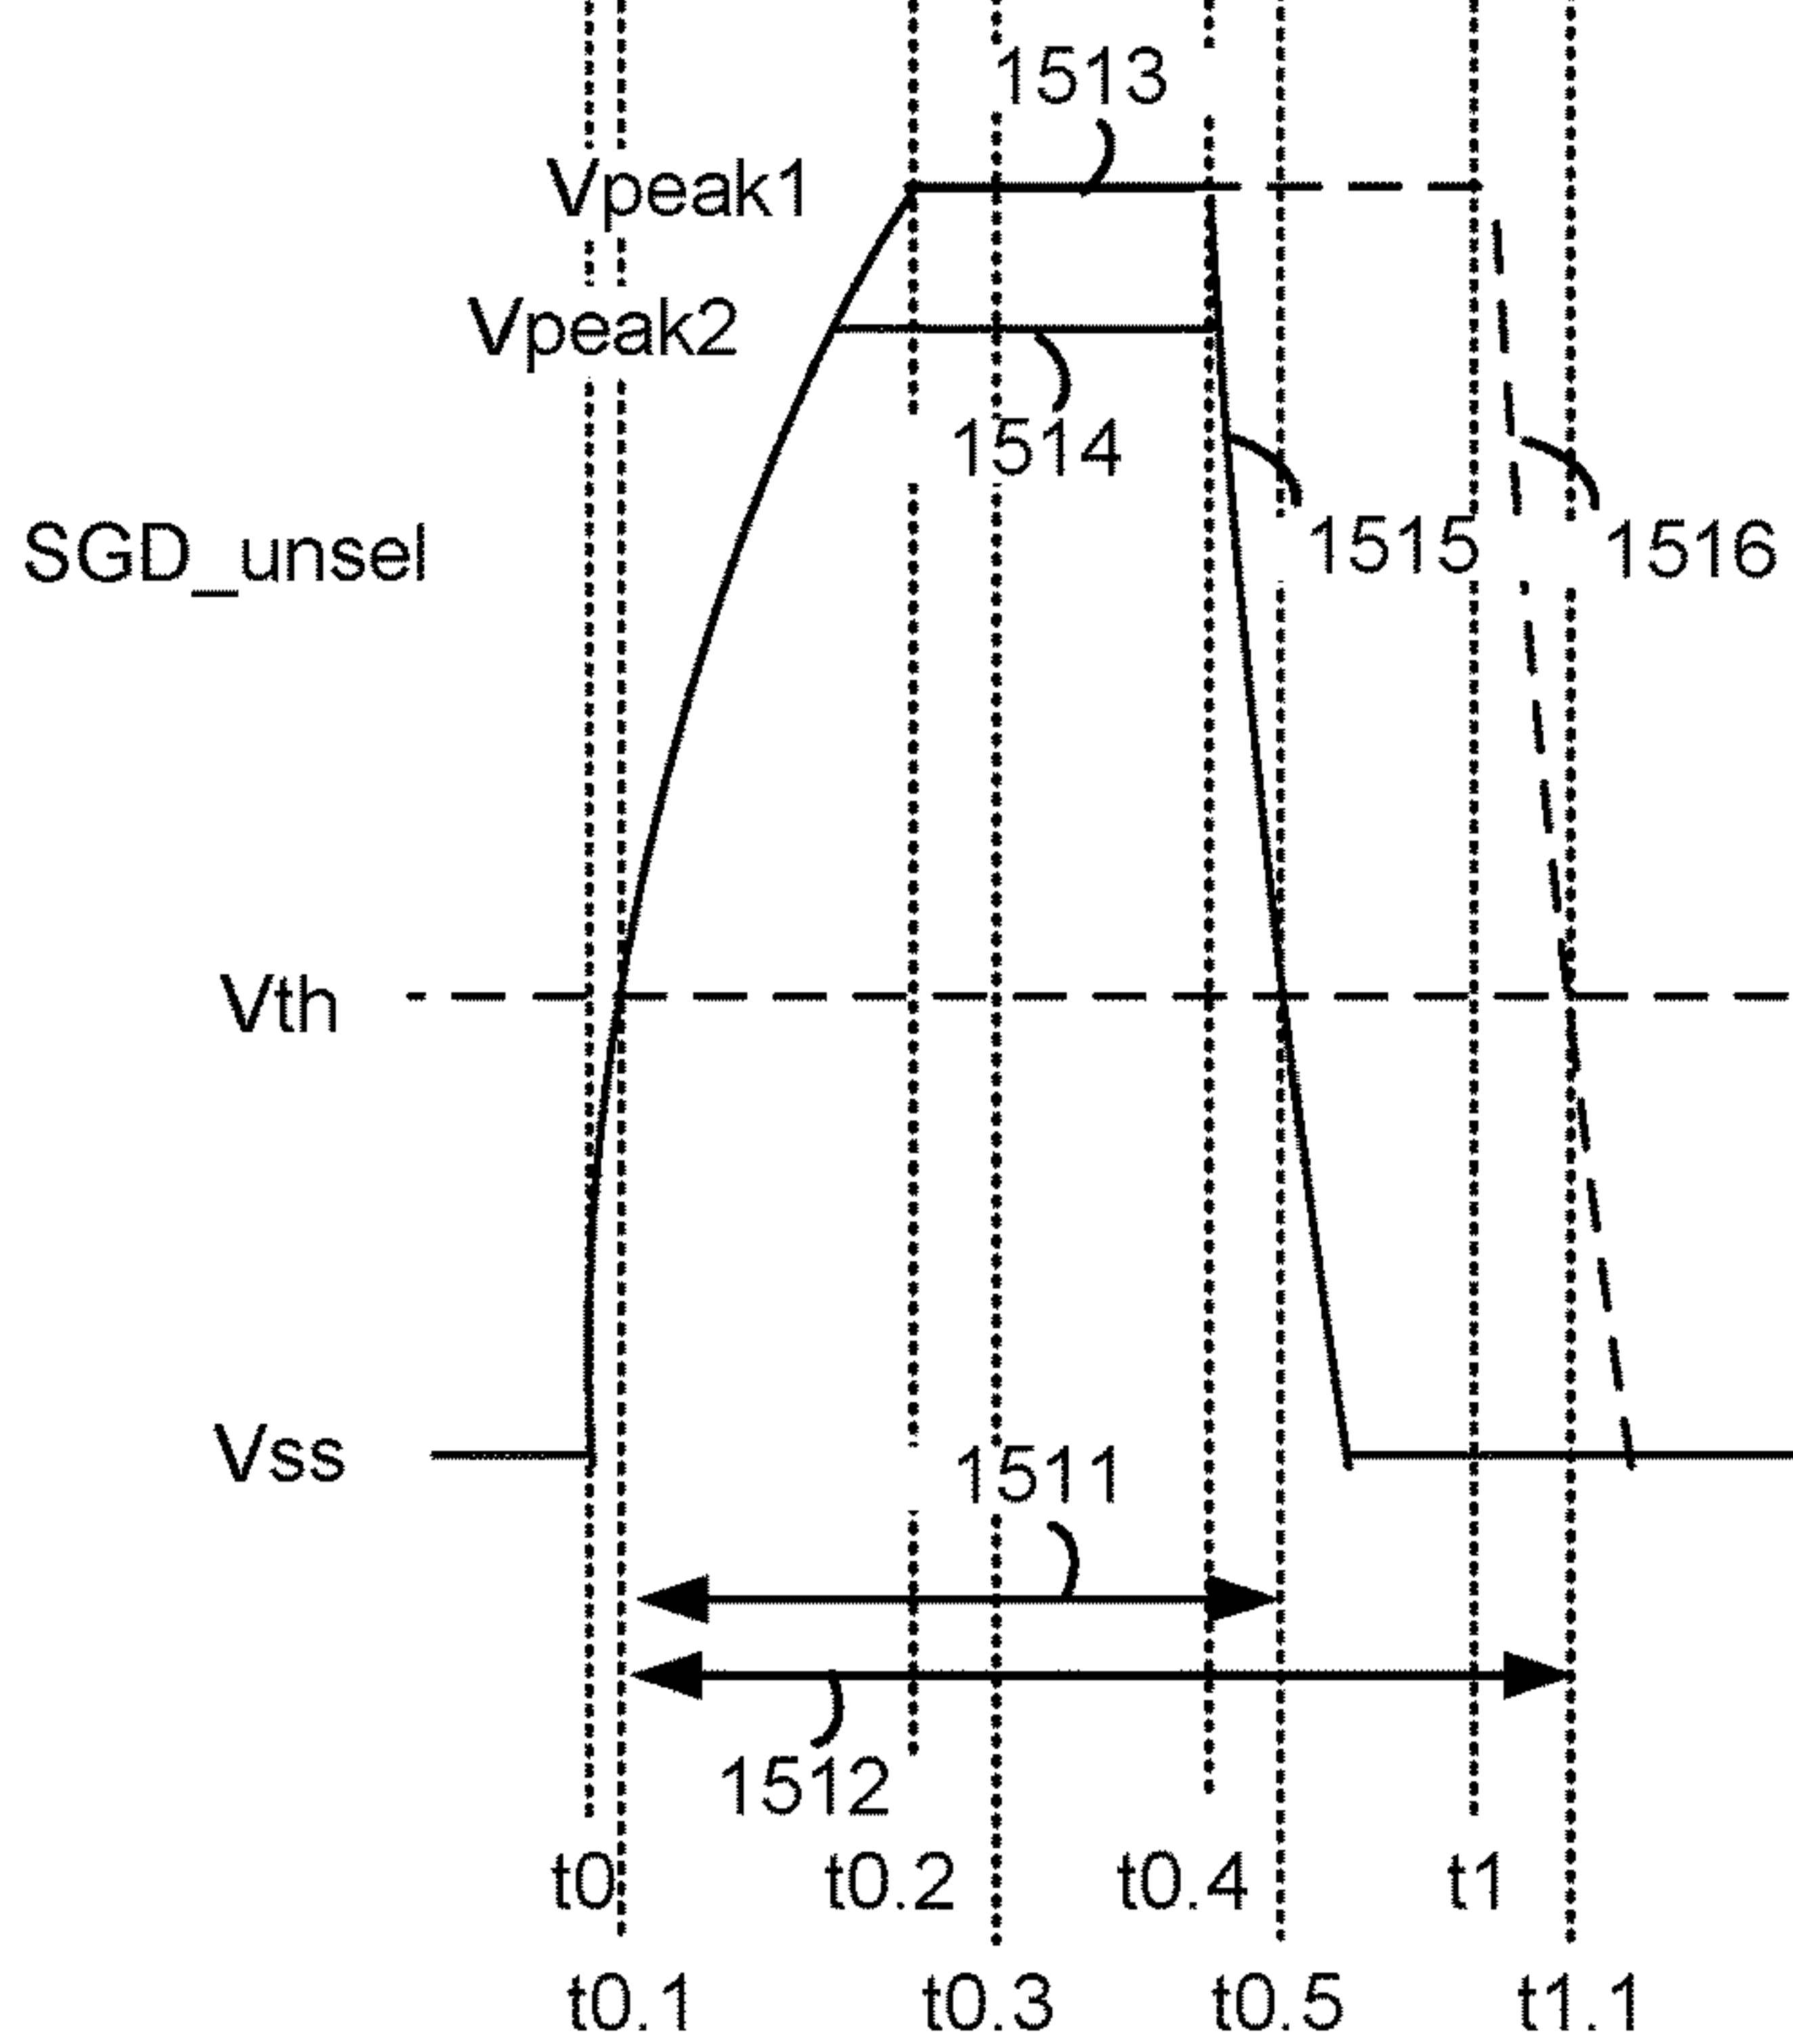 1513
Vpeak1
Vpeak2
1514
SGD_unsel
1515
1516
Vth
Vss
1511
1512
t0
t0.2
t0.4
t1
t0.1
t0.3
t0.5
t1.1